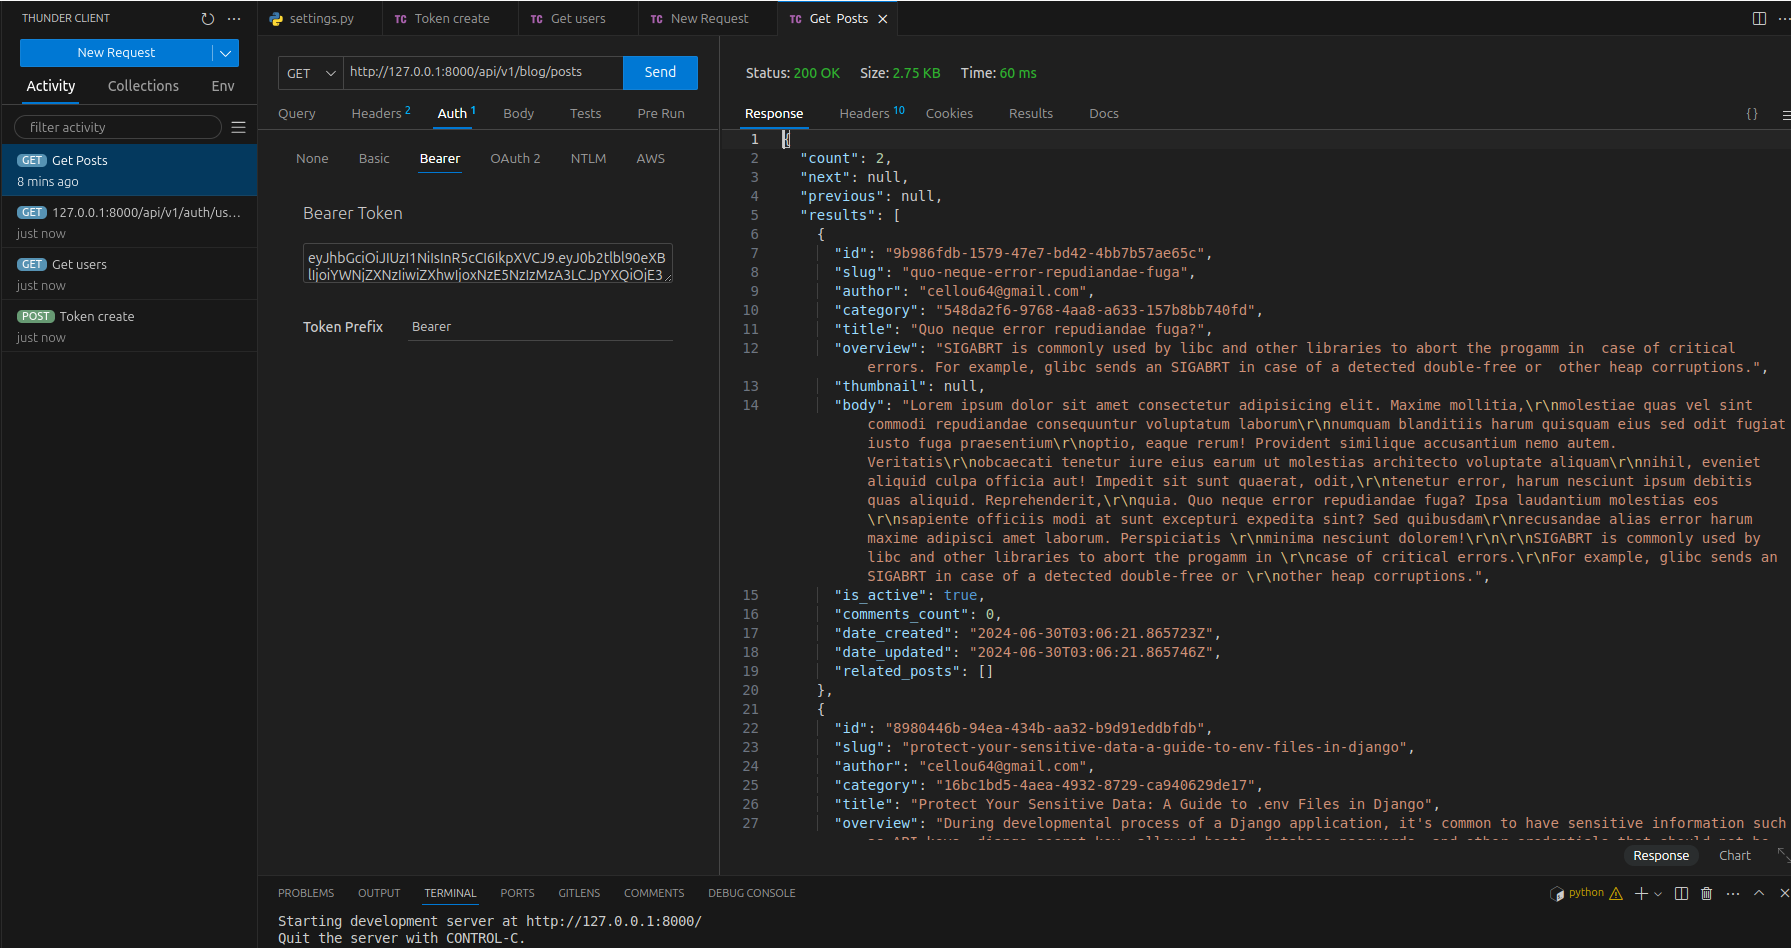 THUNDER CLIENT
New Request
Activity Collections Env
filter activity
GET Get Posts
8 mins ago
GET 127.0.0.1:8000/api/v1/auth/us...
just now
GET Get users
just now
POST Token create
just now
settings.py
TC Token create
TC Get users
TC New Request
TC Get Posts
GET http://127.0.0.1:8000/api/v1/blog/posts Send
Query Headers 2 Auth 1 Body Tests Pre Run
None Basic Bearer OAuth 2 NTLM AWS
Bearer Token
eyJhbGciOiJIUzI1NiIsInR5cCI6IkpXVCJ9.eyJ0b2tlbl90eXB
lIjoiYWNjZXNzIiwiZXhwIjoxNzE5NzIzMzA3LCJpYXQiOjE3
Token Prefix Bearer
Status: 200 OK Size: 2.75 KB Time: 60 ms
Response Headers 10 Cookies Results Docs {}
1 {
2 "count": 2,
3 "next": null,
4 "previous": null,
5 "results": [
6 {
7 "id": "9b986fdb-1579-47e7-bd42-4bb7b57ae65c",
8 "slug": "quo-neque-error-repudiandae-fuga",
9 "author": "cellou64@gmail.com",
10 "category": "548da2f6-9768-4aa8-a633-157b8bb740fd",
11 "title": "Quo neque error repudiandae fuga?",
12 "overview": "SIGABRT is commonly used by libc and other libraries to abort the progamm in  case of critical
errors. For example, glibc sends an SIGABRT in case of a detected double-free or  other heap corruptions.",
13 "thumbnail": null,
14 "body": "Lorem ipsum dolor sit amet consectetur adipisicing elit. Maxime mollitia,\r\nmolestiae quas vel sint
commodi repudiandae consequuntur voluptatum laborum\r\nnumquam blanditiis harum quisquam eius sed odit fugiat
iusto fuga praesentium\r\noptio, eaque rerum! Provident similique accusantium nemo autem.
Veritatis\r\nobcaecati tenetur iure eius earum ut molestias architecto voluptate aliquam\r\nnihil, eveniet
aliquid culpa officia aut! Impedit sit sunt quaerat, odit,\r\ntenetur error, harum nesciunt ipsum debitis
quas aliquid. Reprehenderit,\r\nquia. Quo neque error repudiandae fuga? Ipsa laudantium molestias eos
\r\nsapiente officiis modi at sunt excepturi expedita sint? Sed quibusdam\r\nrecusandae alias error harum
maxime adipisci amet laborum. Perspiciatis \r\nminima nesciunt dolorem!\r\n\r\nSIGABRT is commonly used by
libc and other libraries to abort the progamm in \r\ncase of critical errors.\r\nFor example, glibc sends an
SIGABRT in case of a detected double-free or \r\nother heap corruptions.",
15 "is_active": true,
16 "comments_count": 0,
17 "date_created": "2024-06-30T03:06:21.865723Z",
18 "date_updated": "2024-06-30T03:06:21.865746Z",
19 "related_posts": []
20 },
21 {
22 "id": "8980446b-94ea-434b-aa32-b9d91eddbfdb",
23 "slug": "protect-your-sensitive-data-a-guide-to-env-files-in-django",
24 "author": "cellou64@gmail.com",
25 "category": "16bc1bd5-4aea-4932-8729-ca940629de17",
26 "title": "Protect Your Sensitive Data: A Guide to .env Files in Django",
27 "overview": "During developmental process of a Django application, it's common to have sensitive information such
Response Chart
PROBLEMS OUTPUT TERMINAL PORTS GITLENS COMMENTS DEBUG CONSOLE python
Starting development server at http://127.0.0.1:8000/
Quit the server with CONTROL-C.